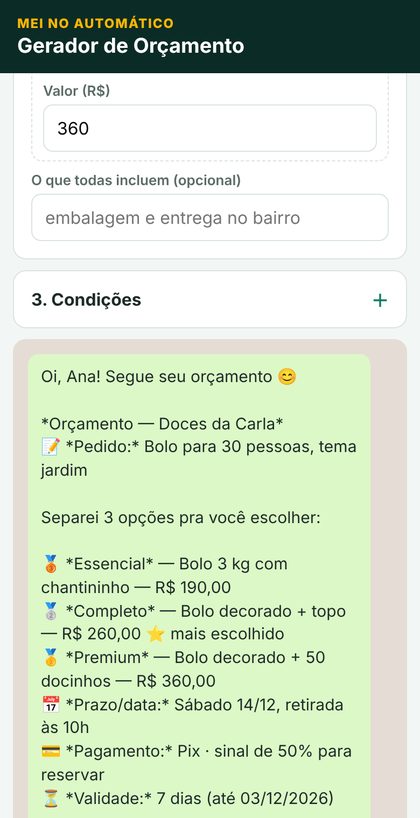 MEI NO AUTOMÁTICO
Gerador de Orçamento
Valor (R$)
360
O que todas incluem (opcional)
embalagem e entrega no bairro
3. Condições
+
Oi, Ana! Segue seu orçamento 😊
*Orçamento — Doces da Carla*
📝 *Pedido:* Bolo para 30 pessoas, tema
jardim
Separei 3 opções pra você escolher:
🥉 *Essencial* — Bolo 3 kg com
chantininho — R$ 190,00
🥈 *Completo* — Bolo decorado + topo
— R$ 260,00 ⭐ mais escolhido
🥇 *Premium* — Bolo decorado + 50
docinhos — R$ 360,00
📅 *Prazo/data:* Sábado 14/12, retirada
às 10h
💳 *Pagamento:* Pix · sinal de 50% para
reservar
⏳ *Validade:* 7 dias (até 03/12/2026)